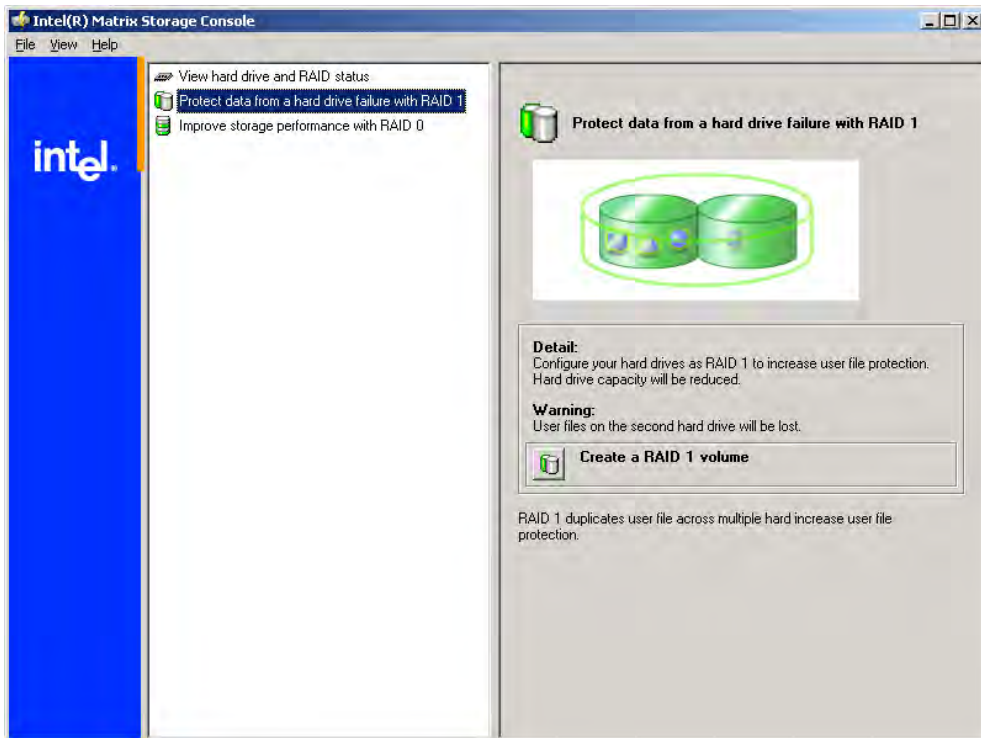 Intel(R) Matrix Storage Console
File View Help
intel.
View hard drive and RAID status
Protect data from a hard drive failure with RAID 1
Improve storage performance with RAID 0
Protect data from a hard drive failure with RAID 1
Detail:
Configure your hard drives as RAID 1 to increase user file protection.
Hard drive capacity will be reduced.
Warning:
User files on the second hard drive will be lost.
Create a RAID 1 volume
RAID 1 duplicates user file across multiple hard increase user file
protection.